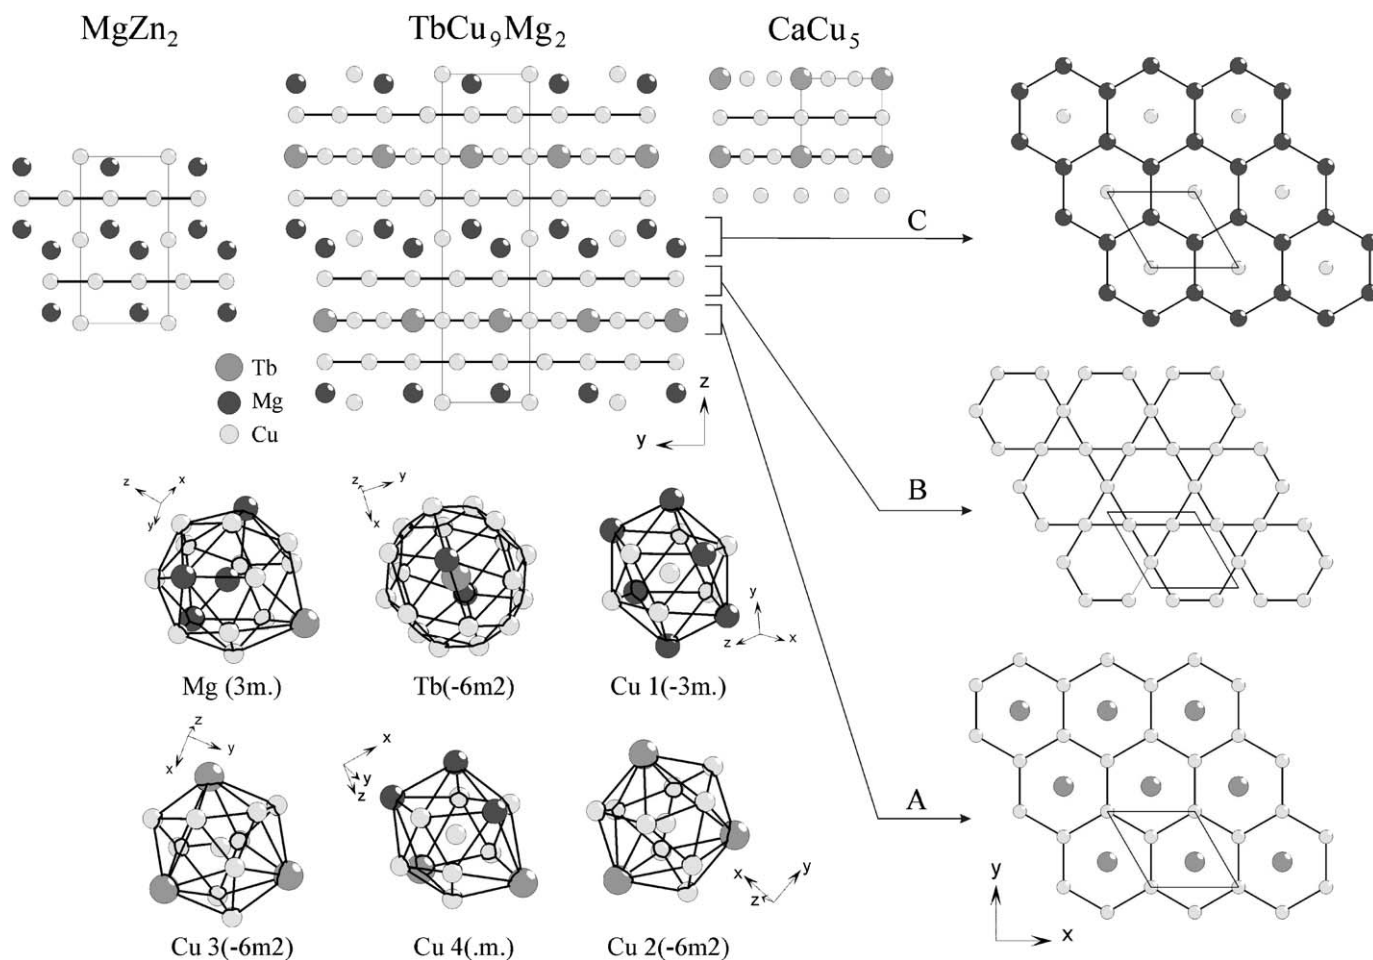 MgZn₂ TbCu₉Mg₂ CaCu₅
C
Tb
Mg
Cu
z
y
B
z x y
z y x
y z x
Mg (3m.) Tb(-6m2) Cu 1(-3m.)
z y x
x y z
x y z
A
y
x
Cu 3(-6m2) Cu 4(.m.) Cu 2(-6m2)